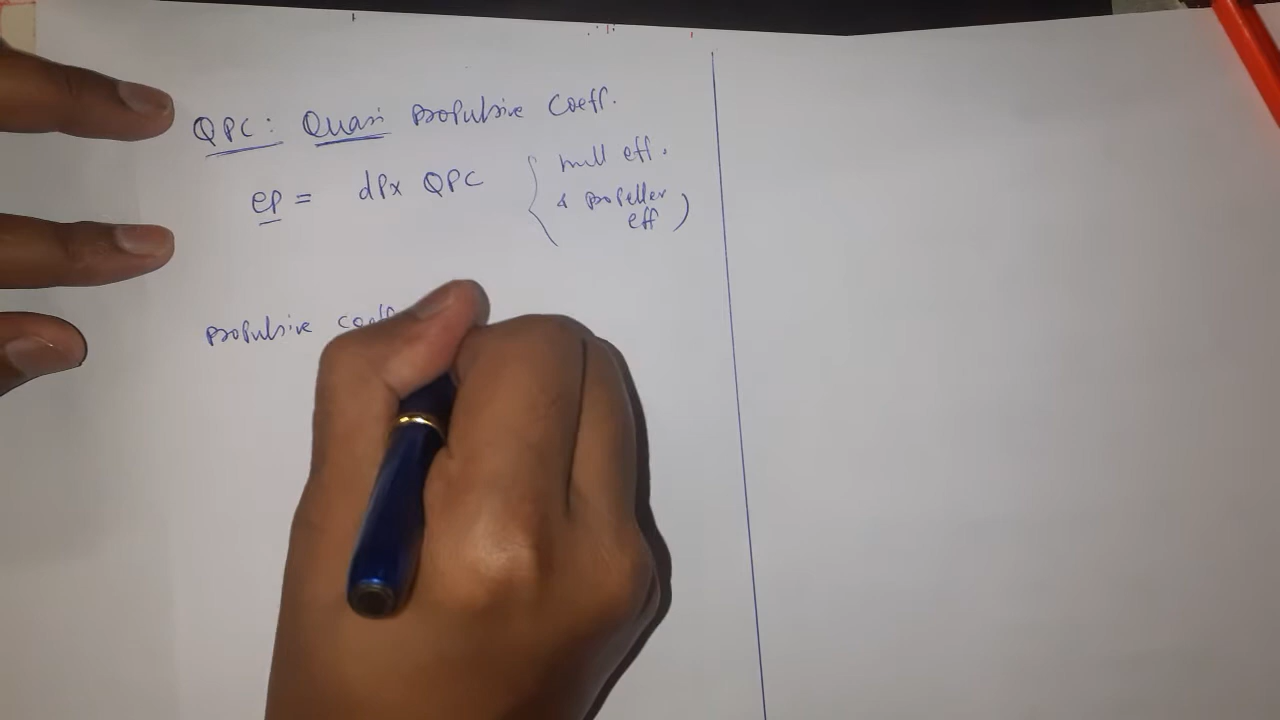 QPC: Quasi propulsive coeff.
ep = dp x QPC
hull eff.
& propeller
eff )
propulsive coeff